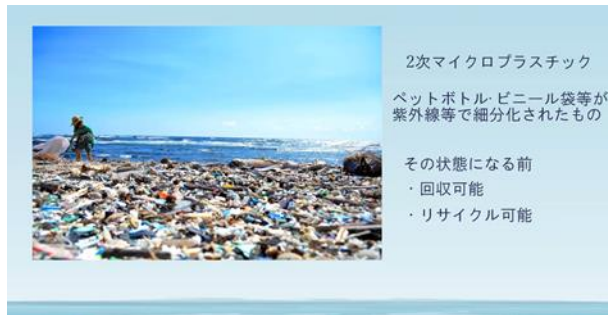 2次マイクロプラスチック
ペットボトル・ビニール袋等が
紫外線等で細分化されたもの
その状態になる前
・回収可能
・リサイクル可能